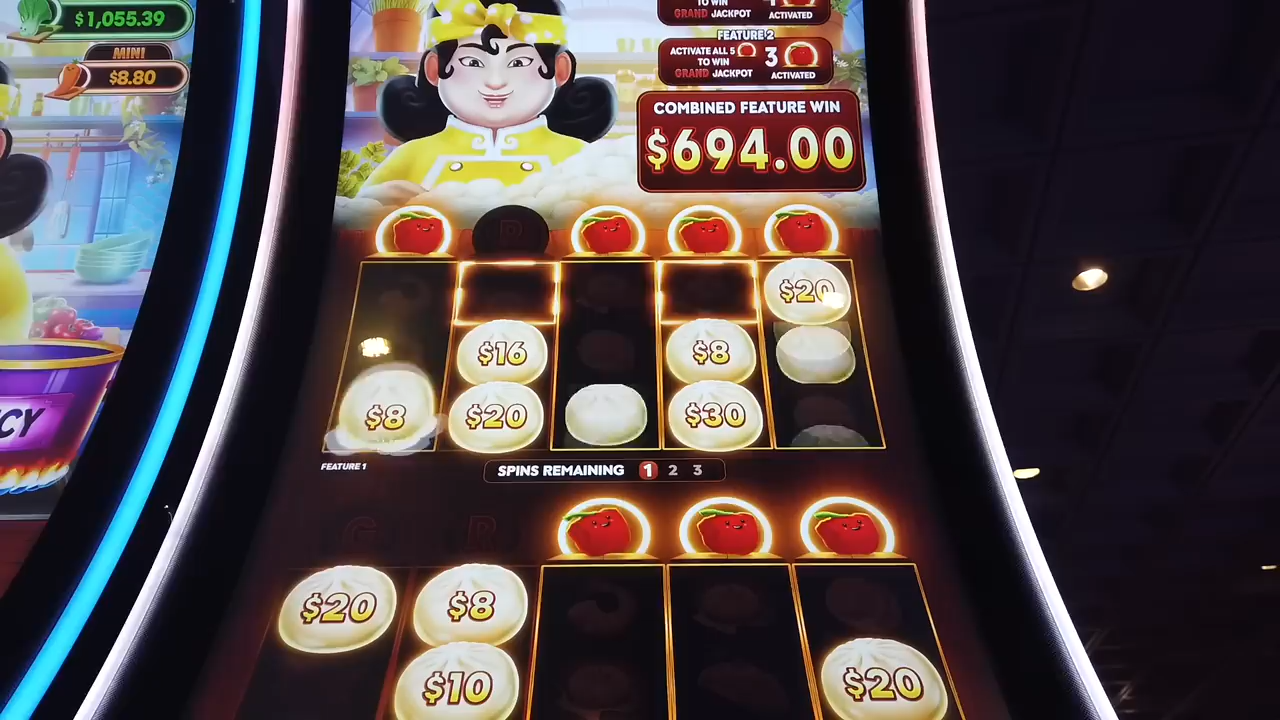 $1,055.39
MINI
$8.80
CY
TO WIN
GRAND JACKPOT
1
ACTIVATED
FEATURE 2
ACTIVATE ALL 5
TO WIN
GRAND JACKPOT
3
ACTIVATED
COMBINED FEATURE WIN
$694.00
D
$20
$16
$8
$8
$20
$30
FEATURE 1
SPINS REMAINING 1 2 3
G R
$20
$8
$10
$20